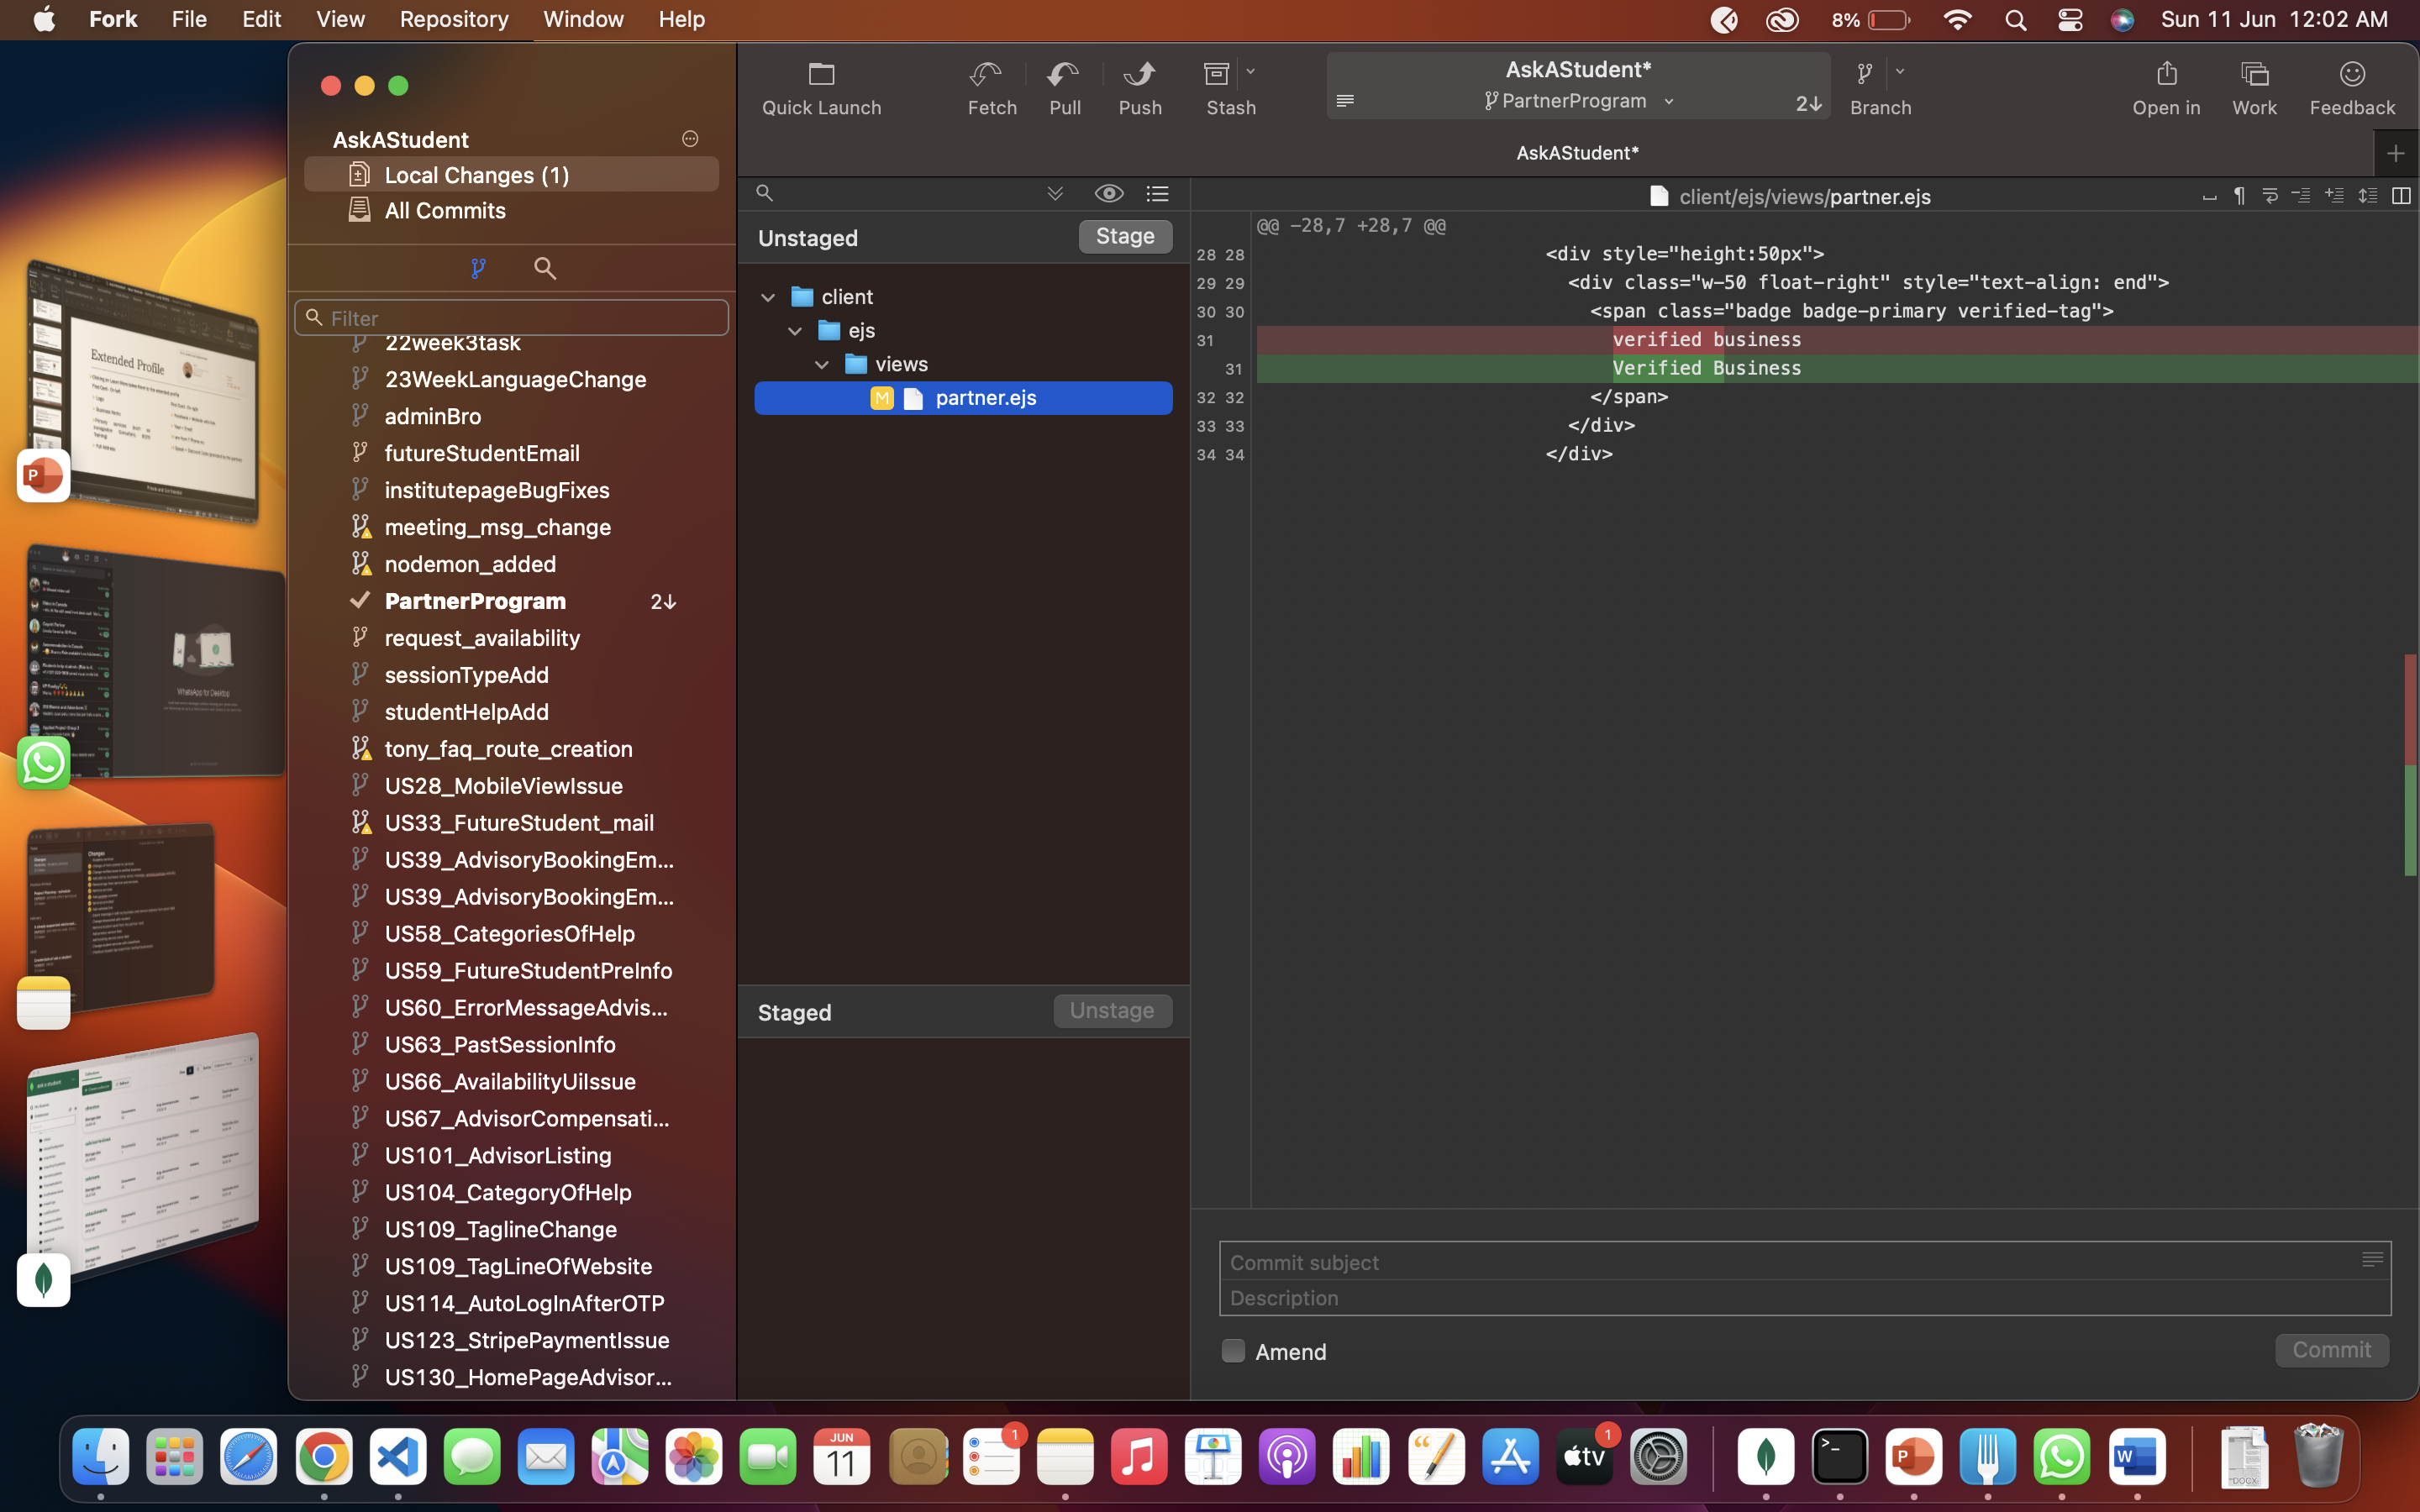 Fork File Edit View Repository Window Help 8% Sun 11 Jun 12:02 AM
Quick Launch Fetch Pull Push Stash AskAStudent* PartnerProgram 2↓ Branch Open in Work Feedback
AskAStudent*
AskAStudent
Local Changes (1)
All Commits
Filter
22week3task
23WeekLanguageChange
adminBro
futureStudentEmail
institutepageBugFixes
meeting_msg_change
nodemon_added
PartnerProgram 2↓
request_availability
sessionTypeAdd
studentHelpAdd
tony_faq_route_creation
US28_MobileViewIssue
US33_FutureStudent_mail
US39_AdvisoryBookingEm...
US39_AdvisoryBookingEm...
US58_CategoriesOfHelp
US59_FutureStudentPreInfo
US60_ErrorMessageAdvis...
US63_PastSessionInfo
US66_AvailabilityUiIssue
US67_AdvisorCompensati...
US101_AdvisorListing
US104_CategoryOfHelp
US109_TaglineChange
US109_TagLineOfWebsite
US114_AutoLogInAfterOTP
US123_StripePaymentIssue
US130_HomePageAdvisor...
Unstaged Stage
client
ejs
views
M partner.ejs
Staged Unstage
client/ejs/views/partner.ejs
@@ -28,7 +28,7 @@
28 28 <div style="height:50px">
29 29 <div class="w-50 float-right" style="text-align: end">
30 30 <span class="badge badge-primary verified-tag">
31 verified business
31 Verified Business
32 32 </span>
33 33 </div>
34 34 </div>
Commit subject
Description
Amend Commit
Extended Profile
WhatsApp for Desktop
Changes
JUN
11
1
tv
1
P
W
DOCX